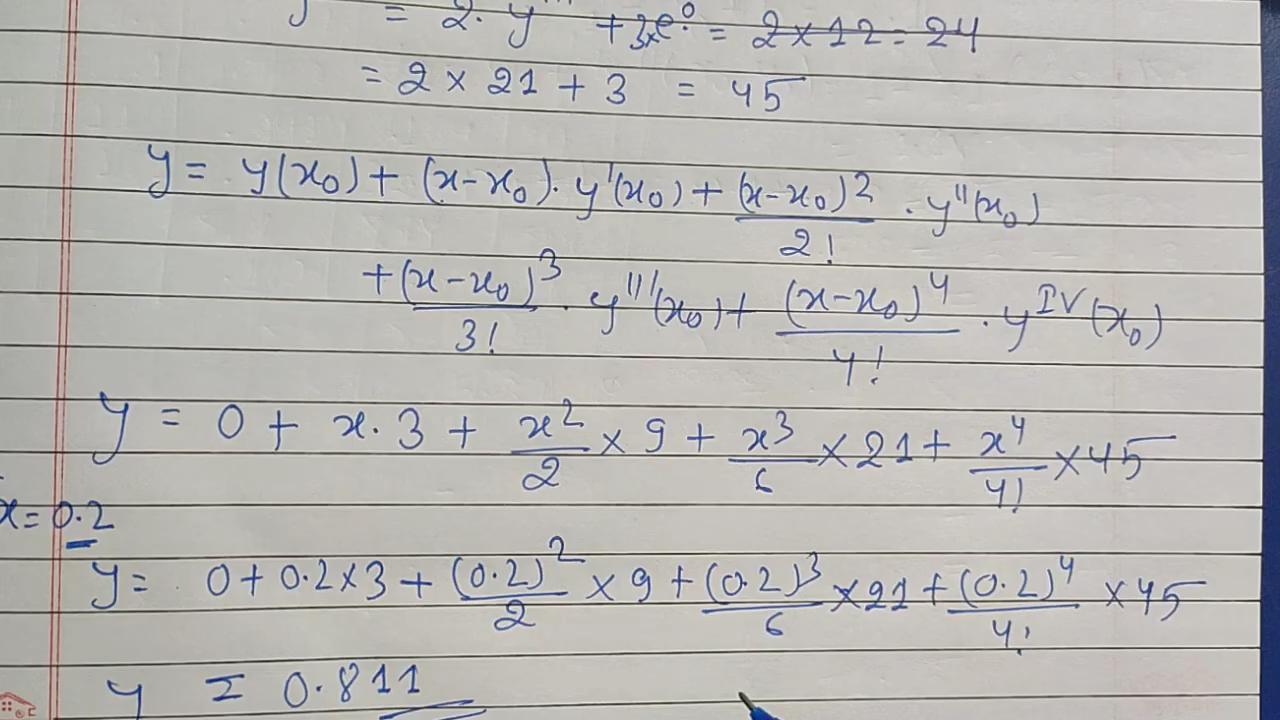 = 2. y''' + 3xe⁰ = 2 × 12 = 24
= 2 × 21 + 3 = 45
y = y(x₀) + (x-x₀). y'(x₀) + (x-x₀)²/2! . y''(x₀)
+ (x-x₀)³/3! . y'''(x₀) + (x-x₀)⁴/4! . y^IV(x₀)
y = 0 + x. 3 + x²/2 × 9 + x³/6 × 21 + x⁴/4! × 45
x = 0.2
y = 0 + 0.2 × 3 + (0.2)²/2 × 9 + (0.2)³/6 × 21 + (0.2)⁴/4! × 45
y = 0.811